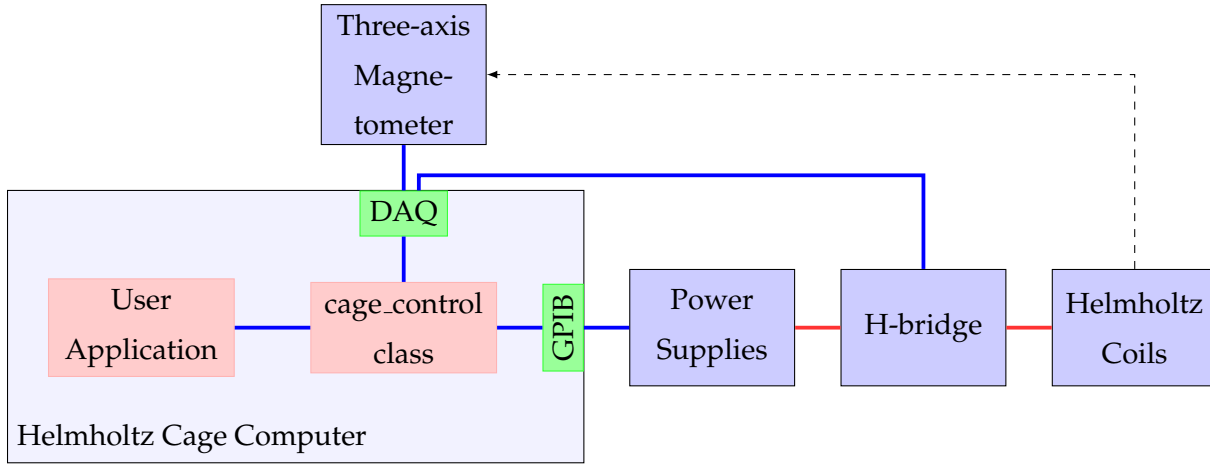 Three-axis
Magne-
tometer
DAQ
User
Application
cage_control
class
GPIB
Power
Supplies
H-bridge
Helmholtz
Coils
Helmholtz Cage Computer